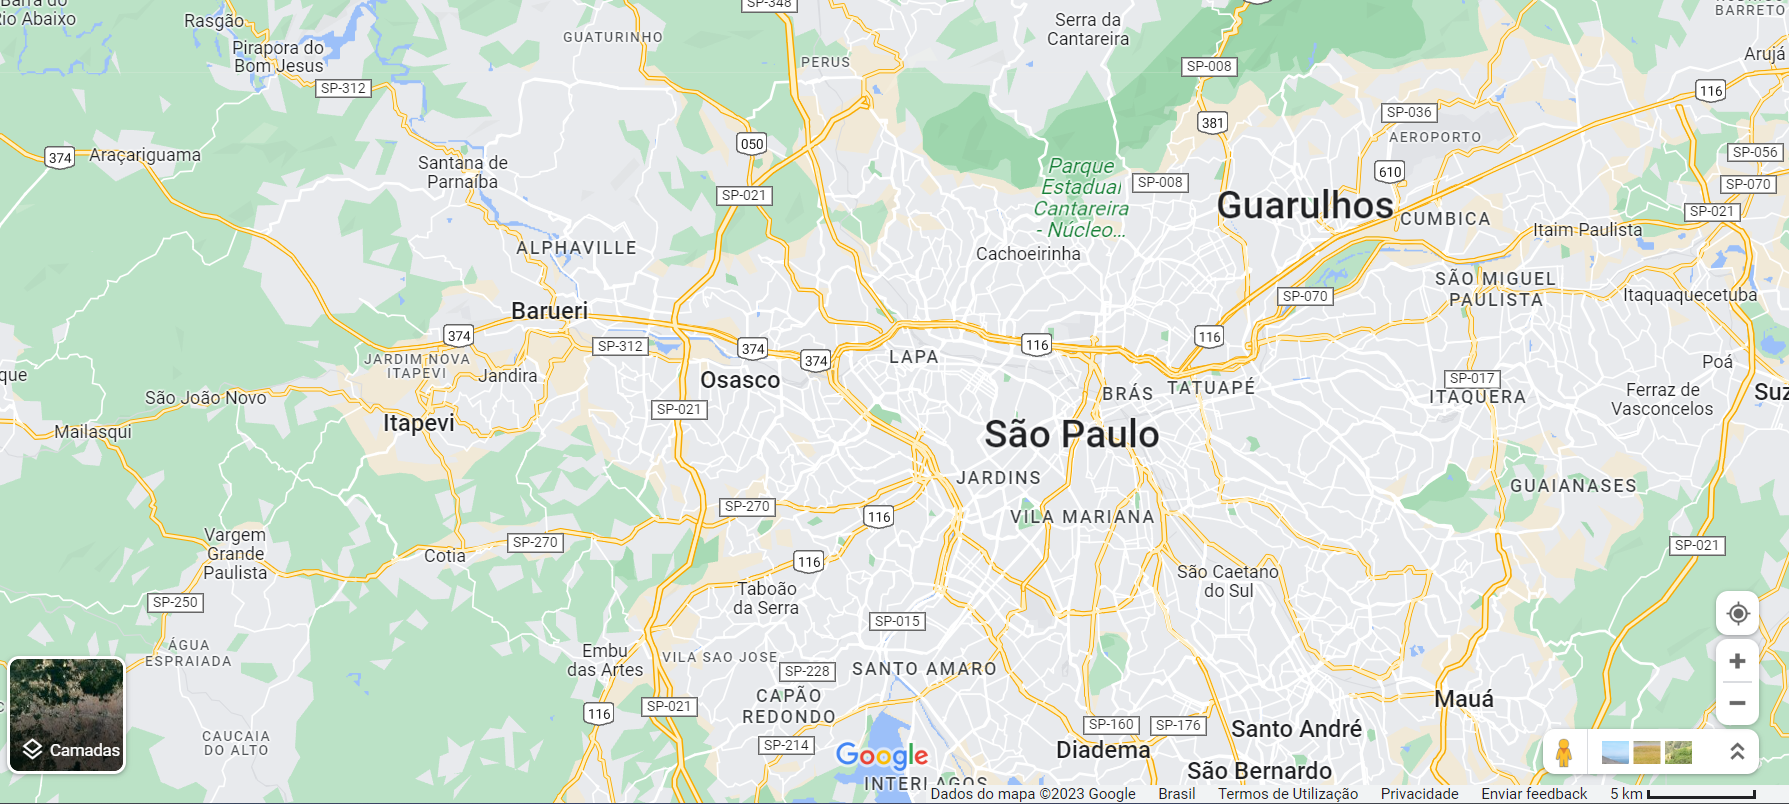 Rio Abaixo
Rasgão
SP-348
Serra da
Cantareira
BARRETO
GUATURINHO
Pirapora do
Bom Jesus
PERUS
SP-008
Arujá
SP-312
116
SP-036
381
AEROPORTO
050
374
Araçariguama
Santana de
Parnaíba
SP-056
Parque
Estadual
Cantareira
- Núcleo...
610
SP-008
SP-070
SP-021
Guarulhos
SP-021
CUMBICA
Itaim Paulista
ALPHAVILLE
Cachoeirinha
SÃO MIGUEL
PAULISTA
SP-070
Itaquaquecetuba
Barueri
374
SP-312
374
116
116
JARDIM NOVA
ITAPEVI
374
LAPA
Poá
que
Jandira
Osasco
BRÁS
TATUAPÉ
SP-017
ITAQUERA
Ferraz de
Vasconcelos
Suz
São João Novo
SP-021
Itapevi
Mailasqui
São Paulo
JARDINS
GUAIANASES
SP-270
116
VILA MARIANA
Vargem
Grande
Paulista
Cotia
SP-270
SP-021
116
Taboão
da Serra
São Caetano
do Sul
SP-250
SP-015
ÁGUA
ESPRAIADA
Embu
das Artes
VILA SAO JOSE
SP-228
SANTO AMARO
CAPÃO
REDONDO
Mauá
SP-021
116
SP-160
SP-176
Santo André
CAUCAIA
DO ALTO
SP-214
Diadema
Camadas
Google
São Bernardo
INTERLAGOS
Dados do mapa ©2023 Google Brasil Termos de Utilização Privacidade Enviar feedback 5 km